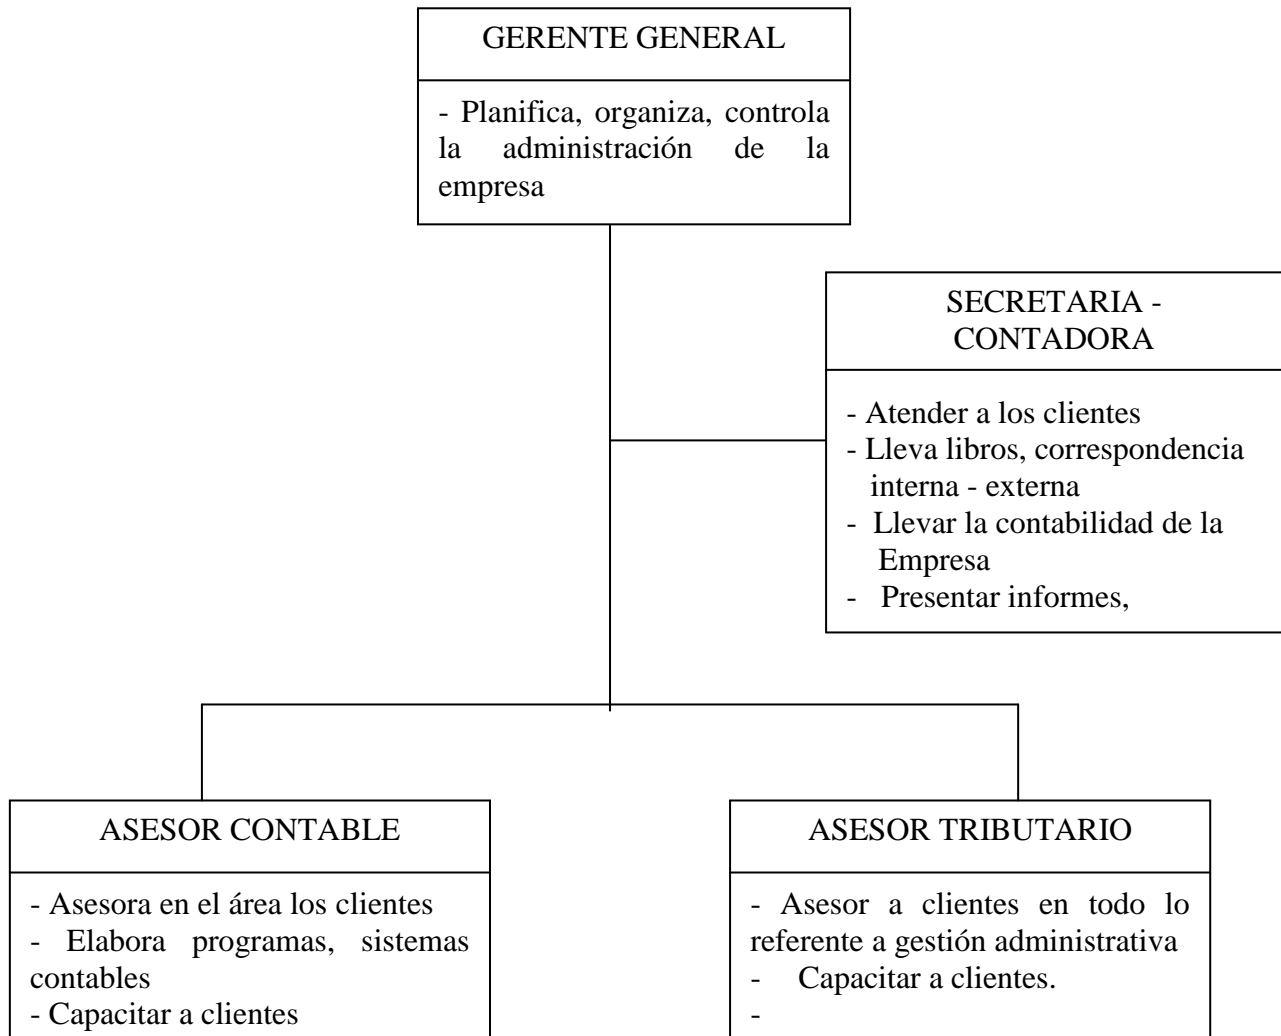 GERENTE GENERAL
- Planifica, organiza, controla
la administración de la
empresa
SECRETARIA -
CONTADORA
- Atender a los clientes
- Lleva libros, correspondencia
interna - externa
- Llevar la contabilidad de la
Empresa
- Presentar informes,
ASESOR CONTABLE
- Asesora en el área los clientes
- Elabora programas, sistemas
contables
- Capacitar a clientes
ASESOR TRIBUTARIO
- Asesor a clientes en todo lo
referente a gestión administrativa
- Capacitar a clientes.
-